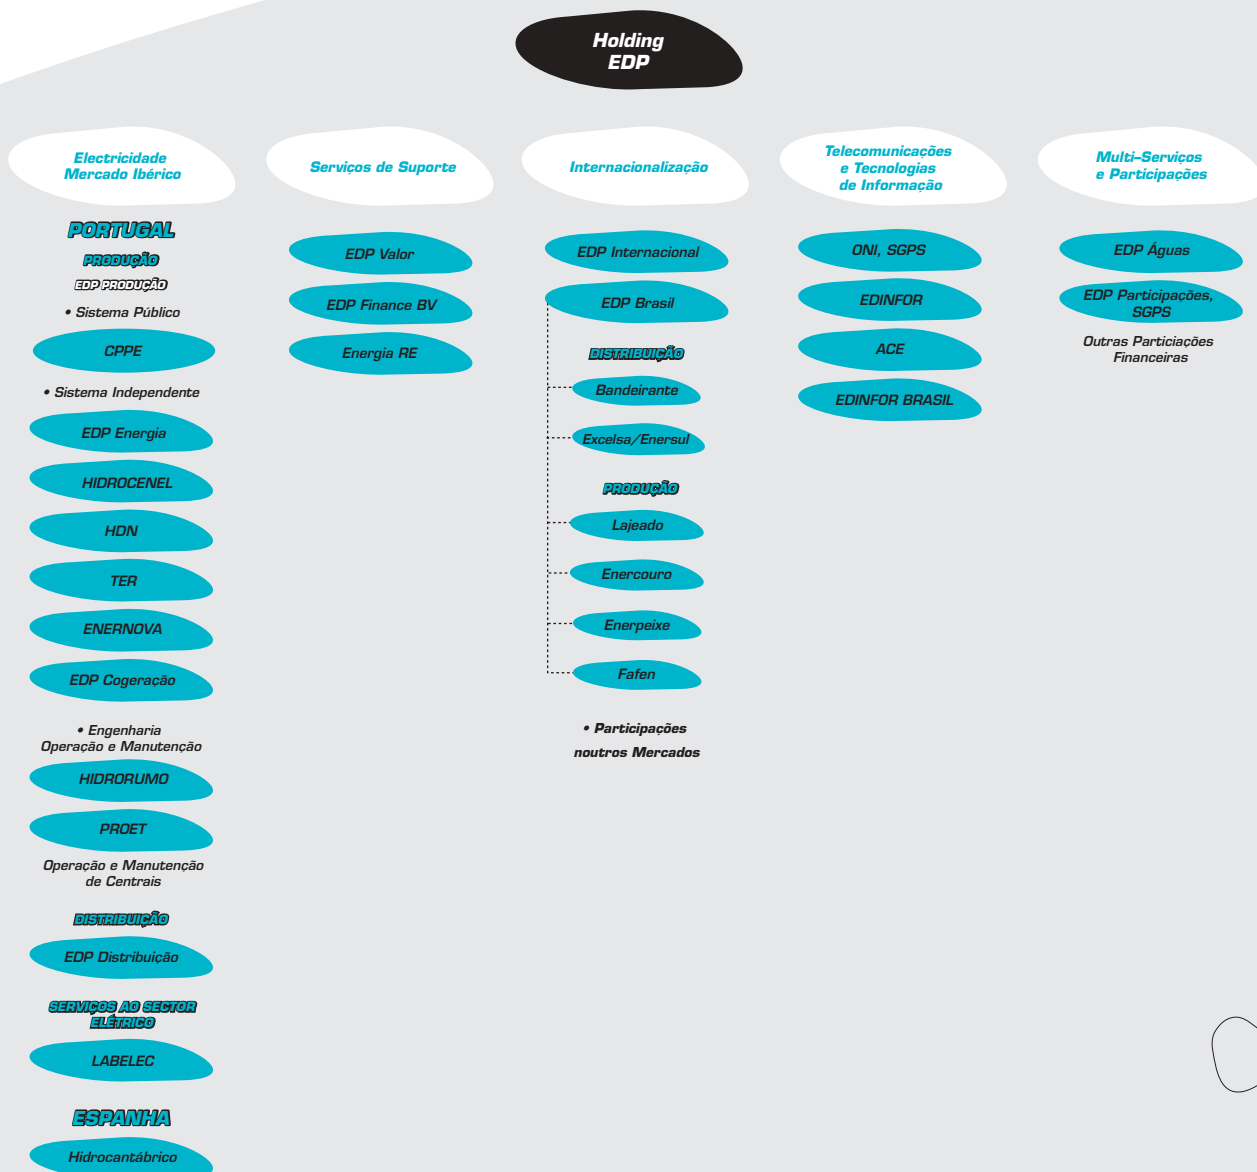 Holding
EDP
Electricidade
Mercado Ibérico
PORTUGAL
PRODUÇÃO
EDP PRODUÇÃO
• Sistema Público
CPPE
• Sistema Independente
EDP Energia
HIDROCENEL
HDN
TER
ENERNOVA
EDP Cogeração
• Engenharia
Operação e Manutenção
HIDRORUMO
PROET
Operação e Manutenção
de Centrais
DISTRIBUIÇÃO
EDP Distribuição
SERVIÇOS AO SECTOR
ELÉTRICO
LABELEC
ESPANHA
Hidrocantábrico
Serviços de Suporte
EDP Valor
EDP Finance BV
Energia RE
Internacionalização
EDP Internacional
EDP Brasil
DISTRIBUIÇÃO
Bandeirante
Excelsa/Enersul
PRODUÇÃO
Lajeado
Enercouro
Enerpeixe
Fafen
• Participações
noutros Mercados
Telecomunicações
e Tecnologias
de Informação
ONI, SGPS
EDINFOR
ACE
EDINFOR BRASIL
Multi-Serviços
e Participações
EDP Águas
EDP Participações,
SGPS
Outras Particiações
Financeiras